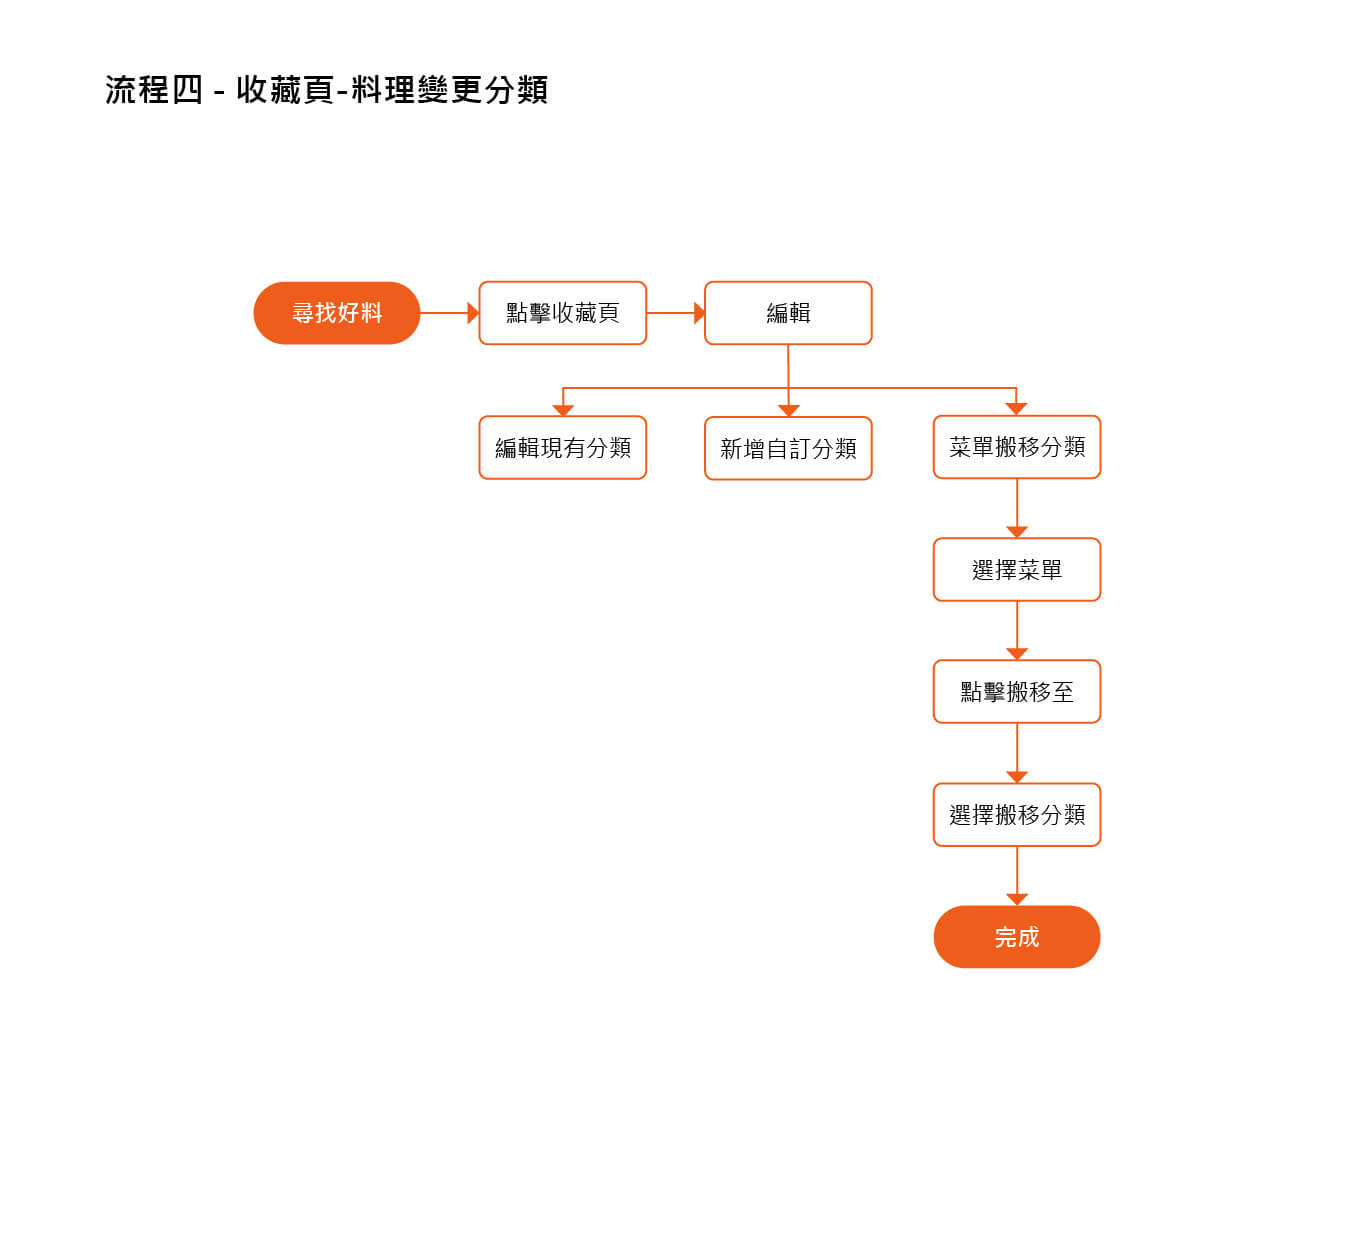 流程四 - 收藏頁-料理變更分類
尋找好料
點擊收藏頁
編輯
編輯現有分類
新增自訂分類
菜單搬移分類
選擇菜單
點擊搬移至
選擇搬移分類
完成